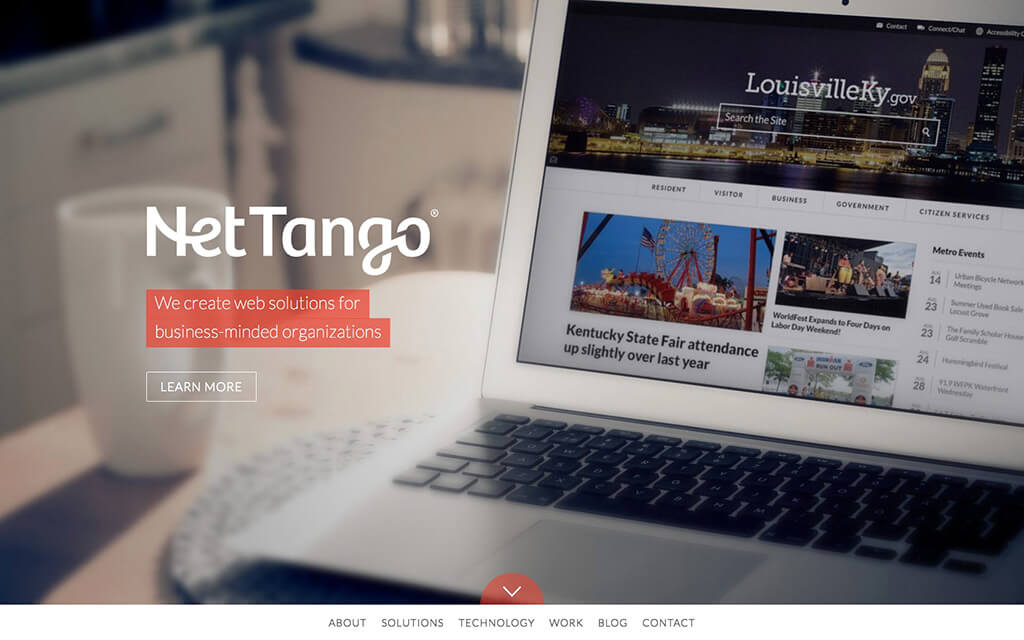 Contact Connect/Chat Accessibility
LouisvilleKy.gov
Search the Site
RESIDENT VISITOR BUSINESS GOVERNMENT CITIZEN SERVICES
NetTango®
We create web solutions for
business-minded organizations
LEARN MORE
Kentucky State Fair attendance
up slightly over last year
WorldFest Expands to Four Days on
Labor Day Weekend!
IRONMAN
RUN OUT
Metro Events
AUG
14
Urban Bicycle Network
Meetings
AUG
23
Summer Used Book Sale
Locust Grove
AUG
23
The Family Scholar House
Golf Scramble
AUG
24
Hummingbird Festival
AUG
28
91.9 WFPK Waterfront
Wednesday
ABOUT SOLUTIONS TECHNOLOGY WORK BLOG CONTACT